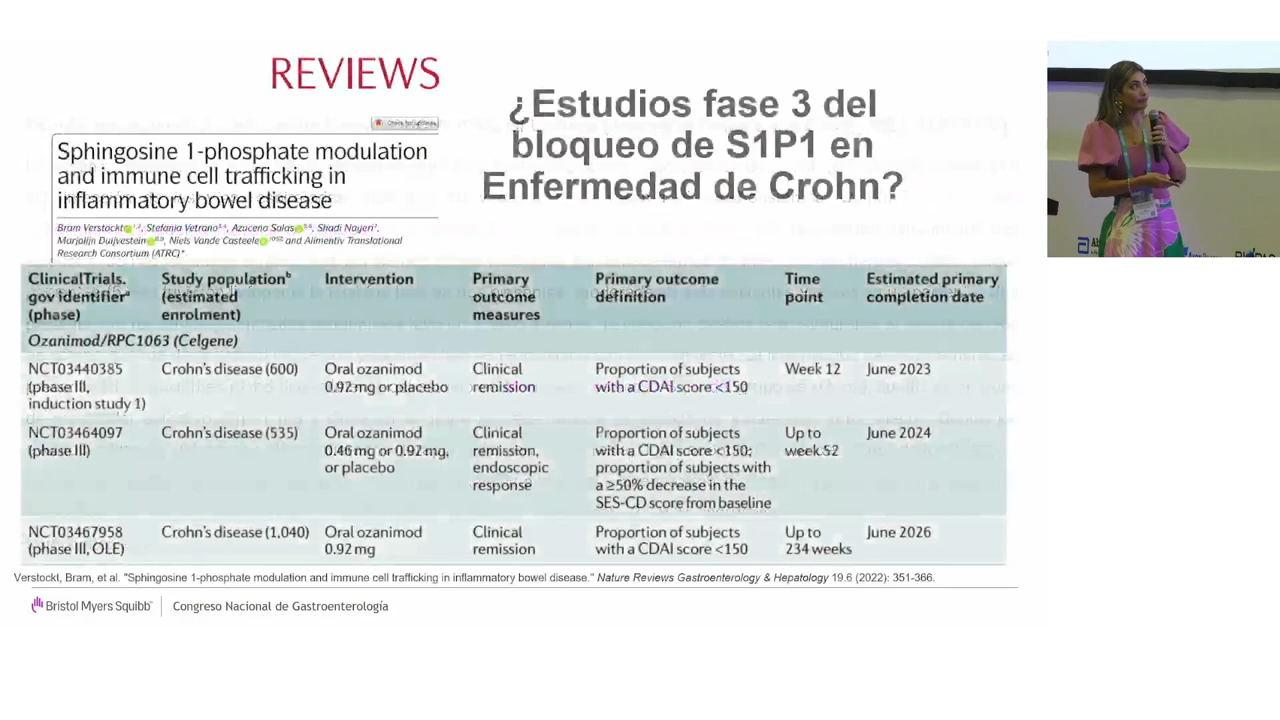 REVIEWS
¿Estudios fase 3 del
bloqueo de S1P1 en
Enfermedad de Crohn?
Check for updates
Sphingosine 1-phosphate modulation
and immune cell trafficking in
inflammatory bowel disease
Bram Verstockt, Stefania Vetrano, Azucena Salas, Shadi Nayeri,
Marjolijn Duijvestein, Niels Vande Casteele and Alimentiv Translational
Research Consortium (ATRC)*
ClinicalTrials. Study populationᵇ Intervention Primary Primary outcome Time Estimated primary
gov identifierᵃ (estimated outcome definition point completion date
(phase) enrolment) measures
Ozanimod/RPC1063 (Celgene)
NCT03440385 Crohn's disease (600) Oral ozanimod Clinical Proportion of subjects Week 12 June 2023
(phase III, 0.92 mg or placebo remission with a CDAI score <150
induction study 1)
NCT03464097 Crohn's disease (535) Oral ozanimod Clinical Proportion of subjects Up to June 2024
(phase III) 0.46 mg or 0.92 mg, remission, with a CDAI score <150; week 52
or placebo endoscopic proportion of subjects with
response a ≥50% decrease in the
SES-CD score from baseline
NCT03467958 Crohn's disease (1,040) Oral ozanimod Clinical Proportion of subjects Up to June 2026
(phase III, OLE) 0.92 mg remission with a CDAI score <150 234 weeks
Verstockt, Bram, et al. "Sphingosine 1-phosphate modulation and immune cell trafficking in inflammatory bowel disease." Nature Reviews Gastroenterology & Hepatology 19.6 (2022): 351-366.
Bristol Myers Squibb Congreso Nacional de Gastroenterología